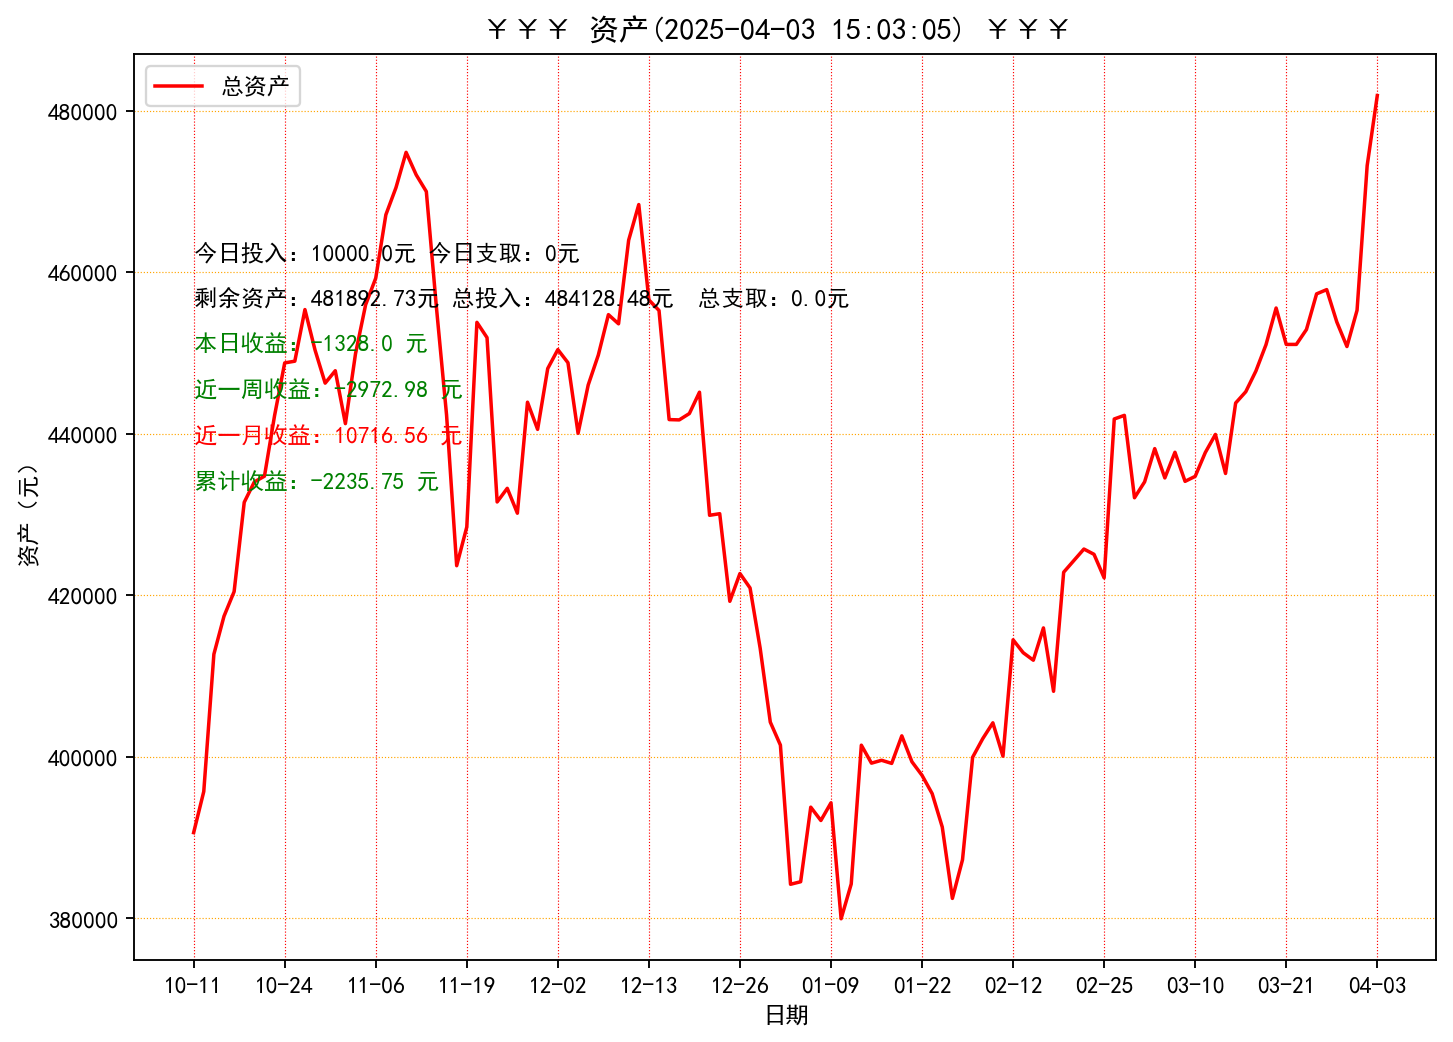 ￥￥￥ 资产(2025-04-03 15:03:05) ￥￥￥
总资产
480000
460000
440000
420000
400000
380000
资产（元）
今日投入：10000.0元 今日支取：0元
剩余资产：481892.73元 总投入：484128.48元  总支取：0.0元
本日收益：-1328.0 元
近一周收益：-2972.98 元
近一月收益：10716.56 元
累计收益：-2235.75 元
10-11 10-24 11-06 11-19 12-02 12-13 12-26 01-09 01-22 02-12 02-25 03-10 03-21 04-03
日期